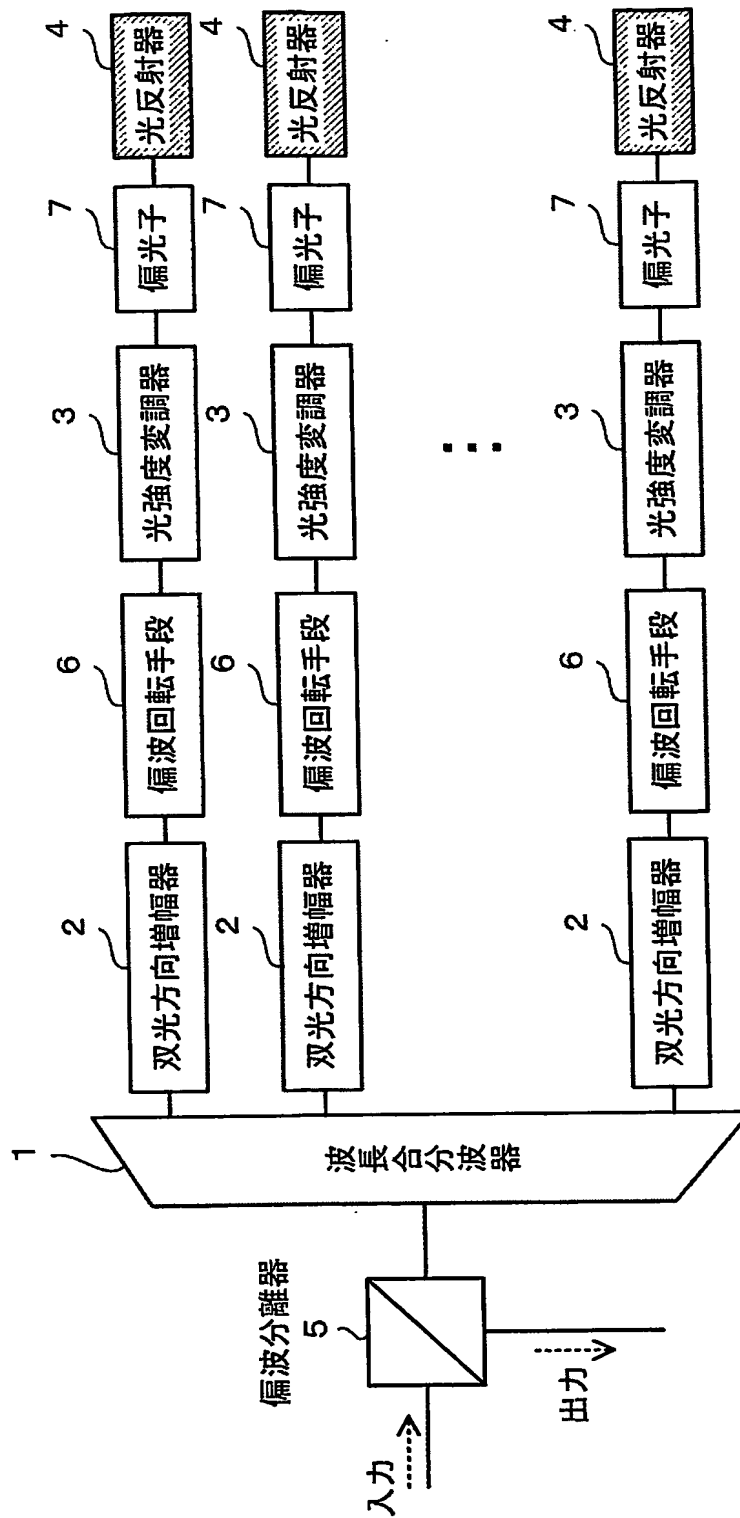 入力
出力
偏波分離器
5
1
波長合分波器
2
双光方向増幅器
6
偏波回転手段
3
光強度変調器
7
偏光子
4
光反射器
2
双光方向増幅器
6
偏波回転手段
3
光強度変調器
7
偏光子
4
光反射器
...
2
双光方向増幅器
6
偏波回転手段
3
光強度変調器
7
偏光子
4
光反射器